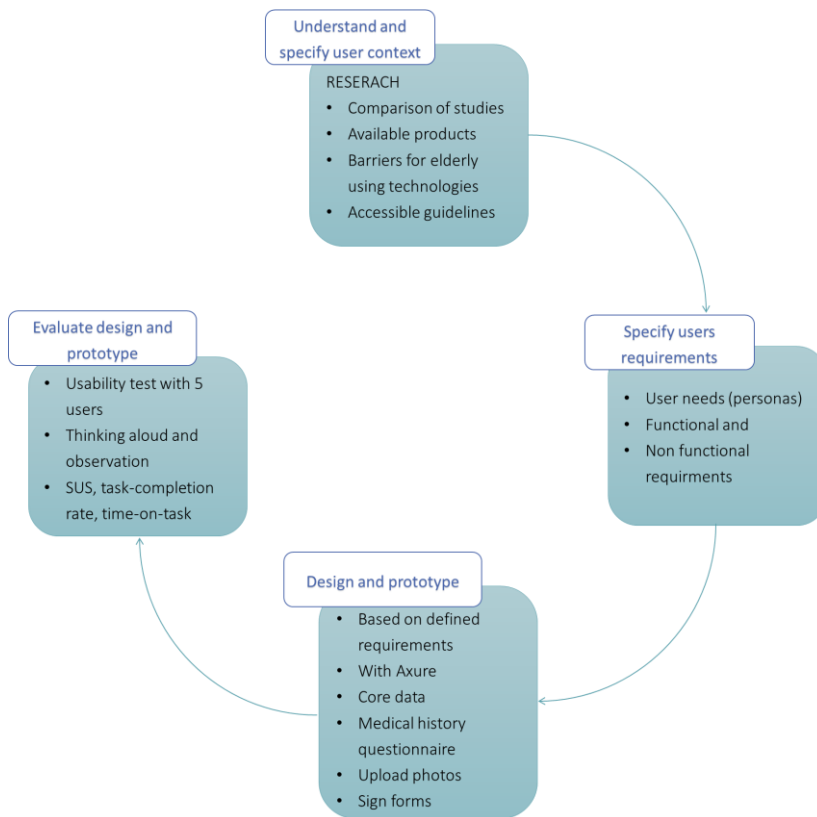 Understand and
specify user context
RESERACH
• Comparison of studies
• Available products
• Barriers for elderly
using technologies
• Accessible guidelines
Specify users
requirements
• User needs (personas)
• Functional and
• Non functional
requirments
Design and prototype
• Based on defined
requirements
• With Axure
• Core data
• Medical history
questionnaire
• Upload photos
• Sign forms
Evaluate design and
prototype
• Usability test with 5
users
• Thinking aloud and
observation
• SUS, task-completion
rate, time-on-task